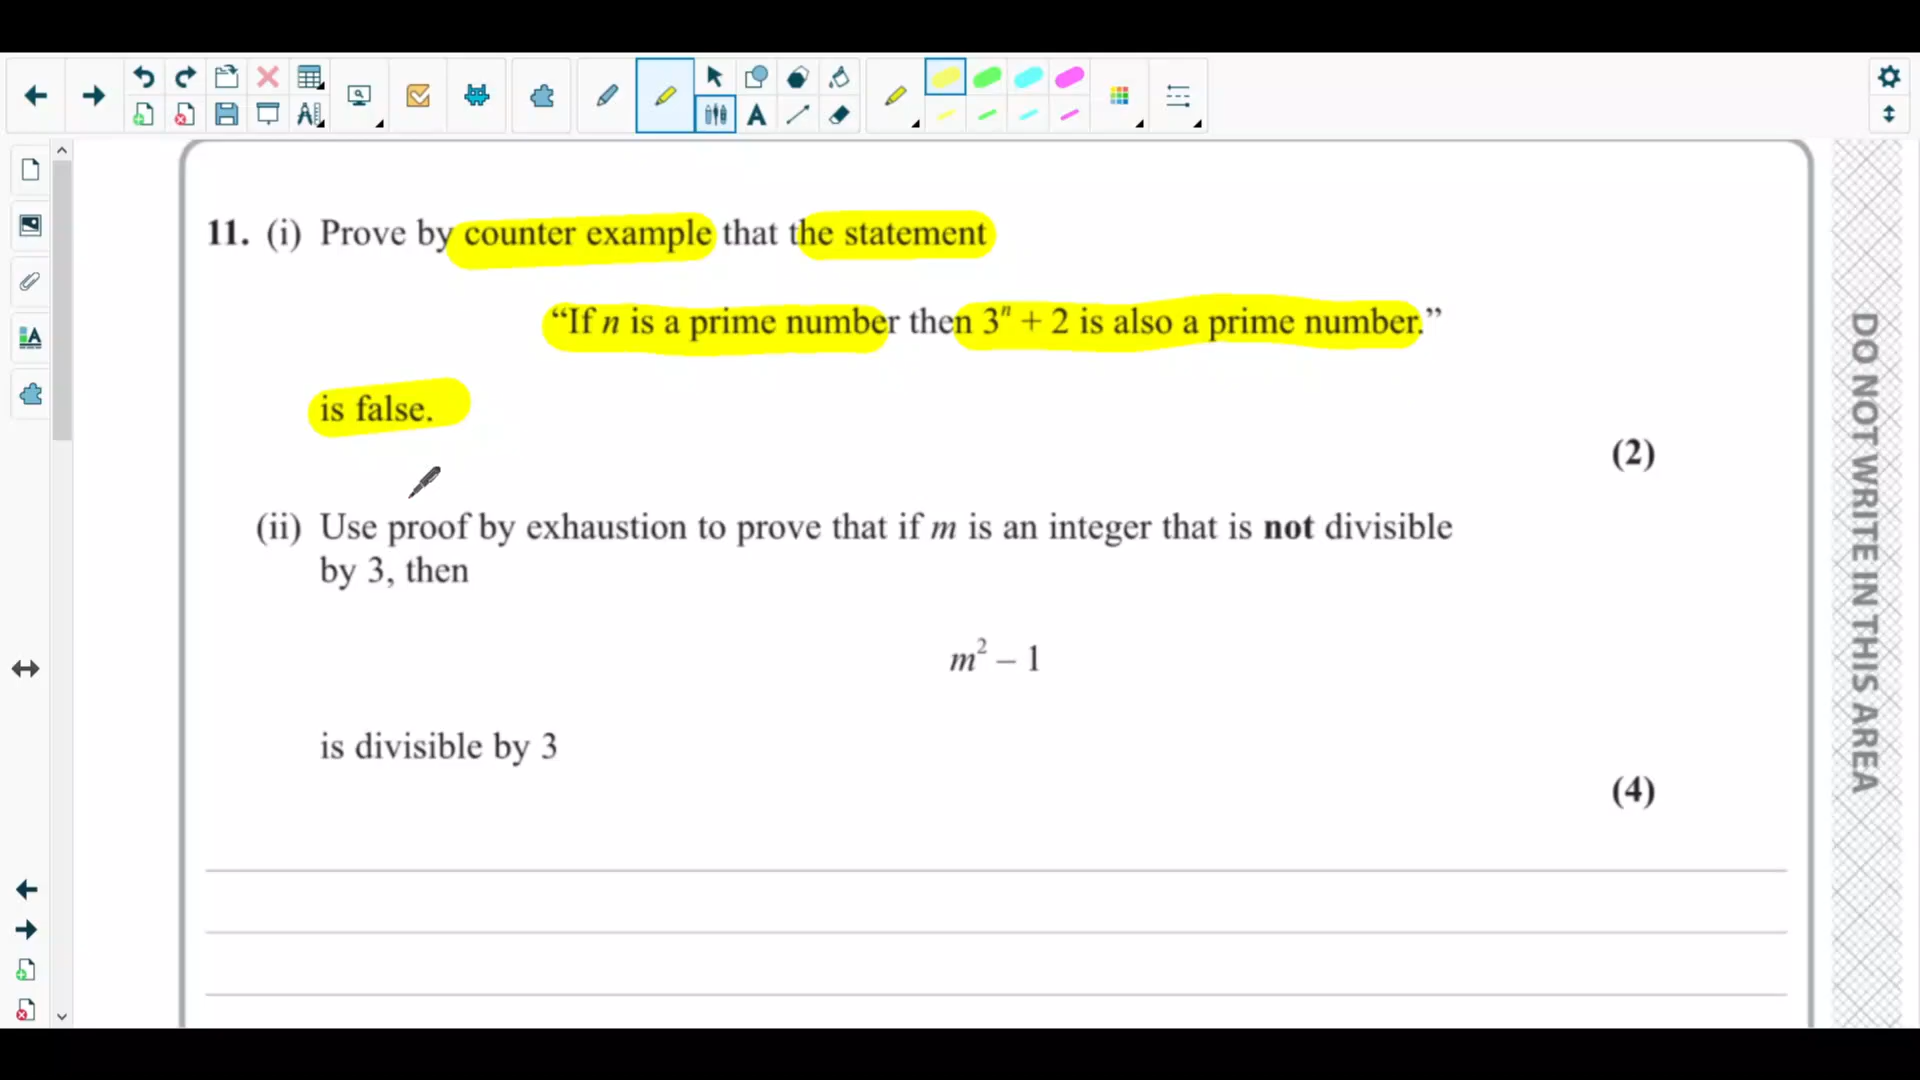 11. (i) Prove by counter example that the statement
“If n is a prime number then 3ⁿ + 2 is also a prime number.”
is false.
(2)
(ii) Use proof by exhaustion to prove that if m is an integer that is not divisible
by 3, then
m² – 1
is divisible by 3
(4)
DO NOT WRITE IN THIS AREA